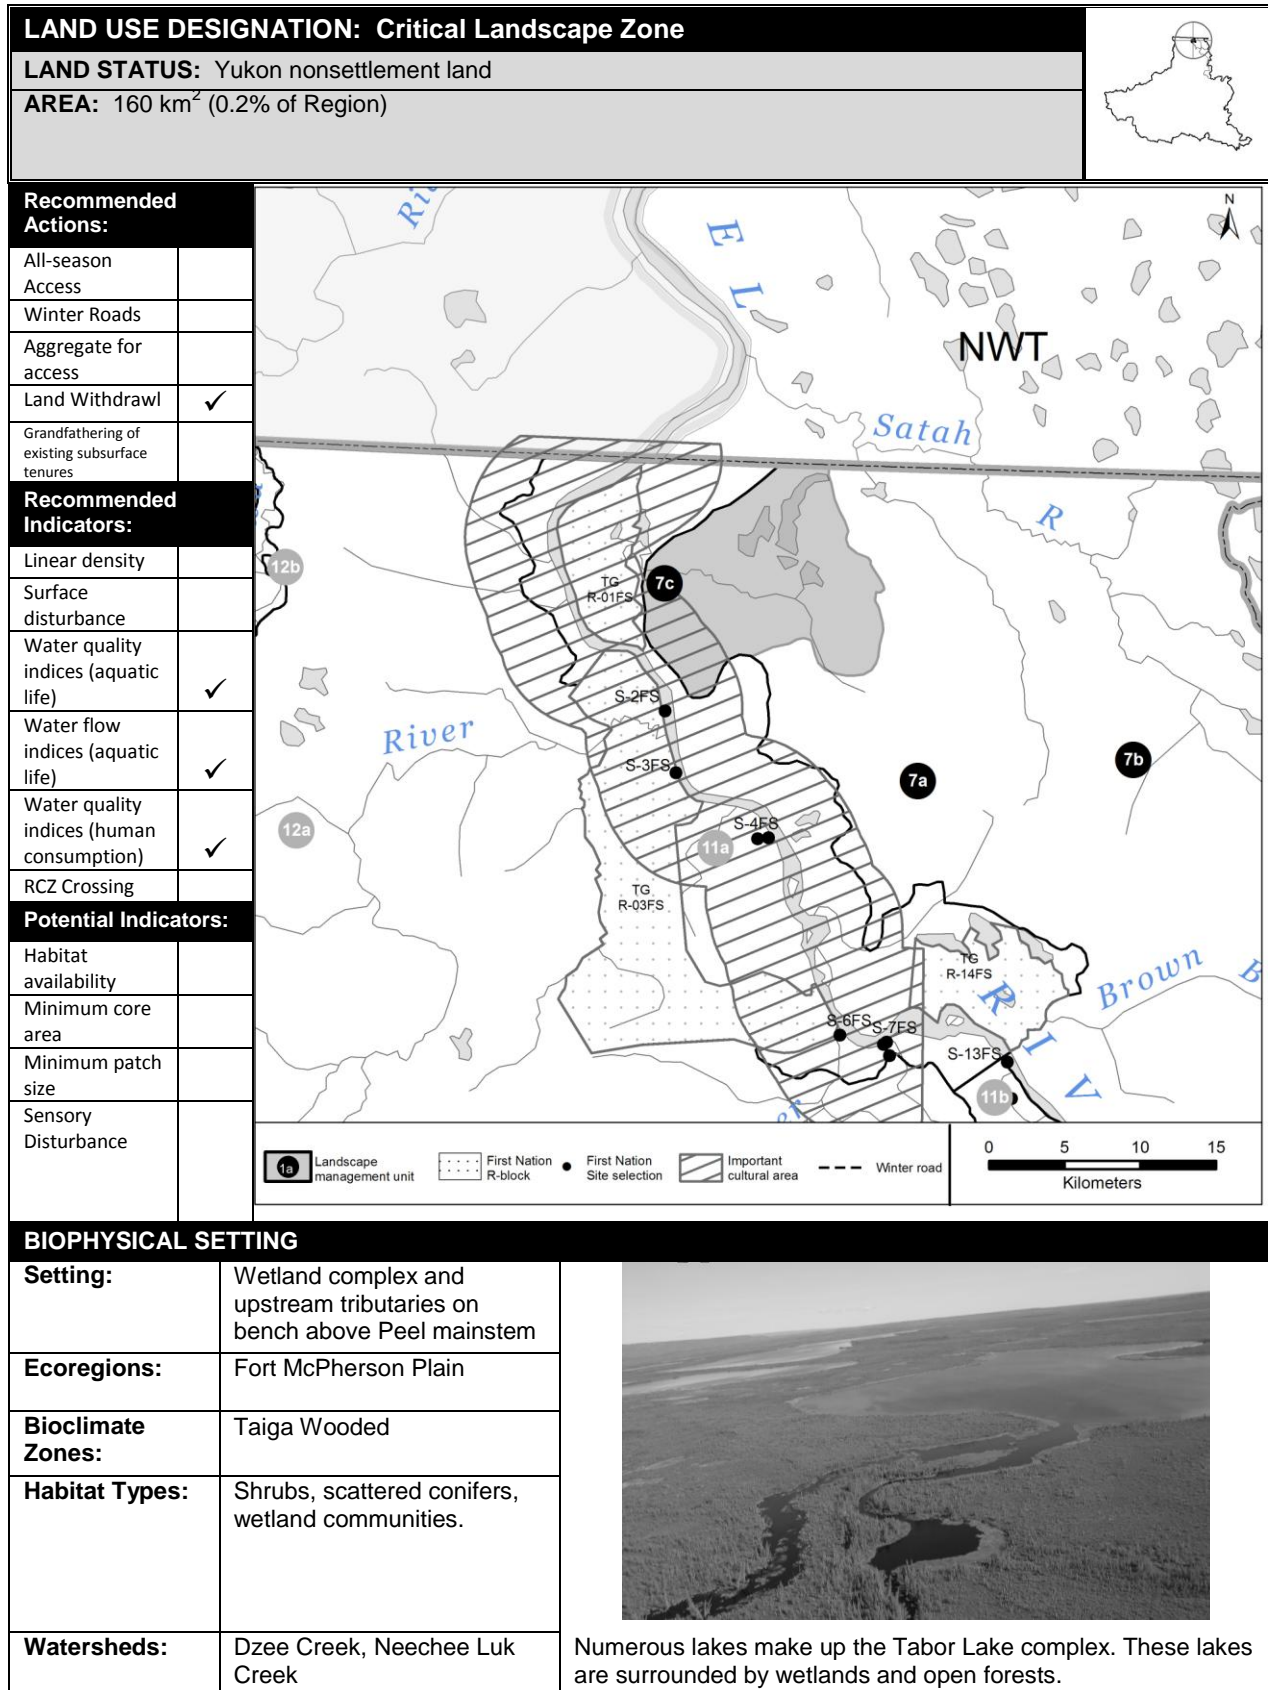 LAND USE DESIGNATION: Critical Landscape Zone
LAND STATUS: Yukon nonsettlement land
AREA: 160 km2 (0.2% of Region)
Recommended
Actions:
All-season
Access
Winter Roads
Aggregate for
access
Land Withdrawl ✓
Grandfathering of
existing subsurface
tenures
Recommended
Indicators:
Linear density
Surface
disturbance
Water quality
indices (aquatic
life) ✓
Water flow
indices (aquatic
life) ✓
Water quality
indices (human
consumption) ✓
RCZ Crossing
Potential Indicators:
Habitat
availability
Minimum core
area
Minimum patch
size
Sensory
Disturbance
N
E L
NWT
Satah
R
12b
TG
R-01FS
7c
S-2FS
River
S-3FS
7a
7b
12a
S-4FS
11a
TG
R-03FS
TG
R-14FS
Brown B
R I V
S-6FS
S-7FS
S-13FS
11b
er
1a
Landscape
management unit
First Nation
R-block
First Nation
Site selection
Important
cultural area
Winter road
0 5 10 15
Kilometers
BIOPHYSICAL SETTING
Setting: Wetland complex and
upstream tributaries on
bench above Peel mainstem
Ecoregions: Fort McPherson Plain
Bioclimate
Zones:
Taiga Wooded
Habitat Types: Shrubs, scattered conifers,
wetland communities.
Watersheds: Dzee Creek, Neechee Luk
Creek
Numerous lakes make up the Tabor Lake complex. These lakes
are surrounded by wetlands and open forests.